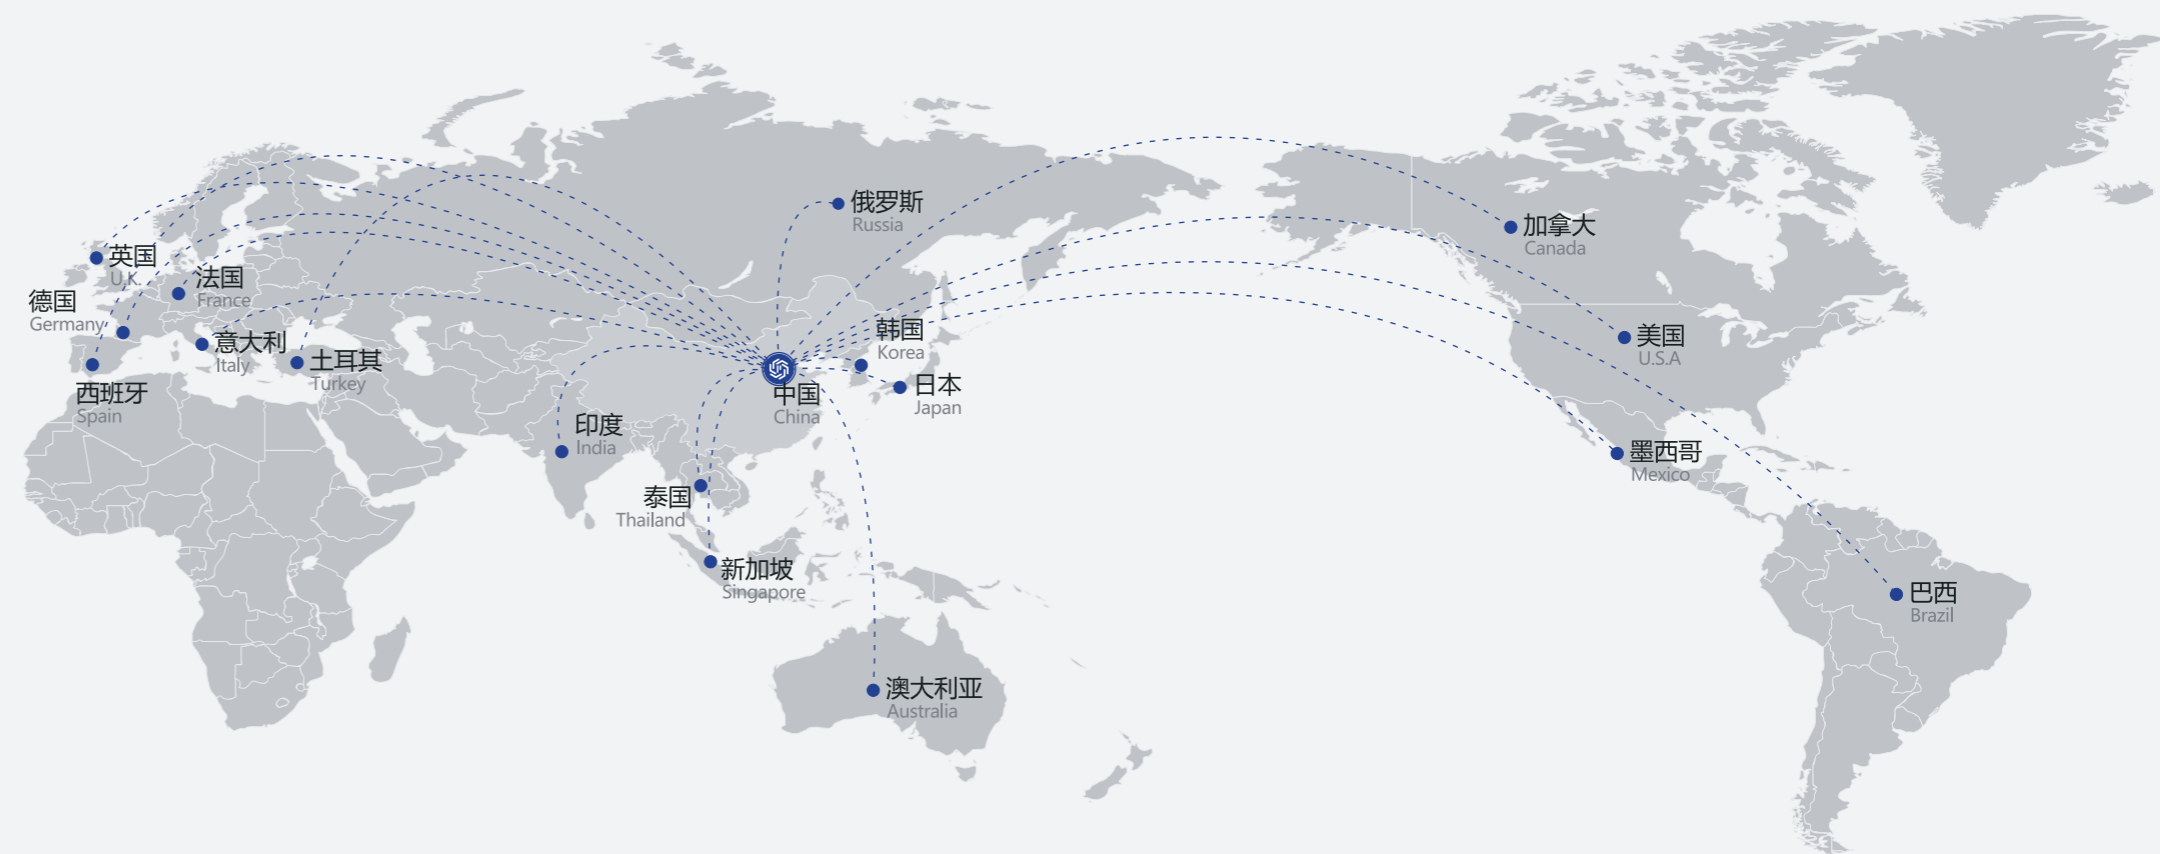 俄罗斯
Russia
加拿大
Canada
英国
U.K.
法国
France
德国
Germany
意大利
Italy
土耳其
Turkey
西班牙
Spain
韩国
Korea
日本
Japan
中国
China
美国
U.S.A
印度
India
墨西哥
Mexico
泰国
Thailand
新加坡
Singapore
巴西
Brazil
澳大利亚
Australia